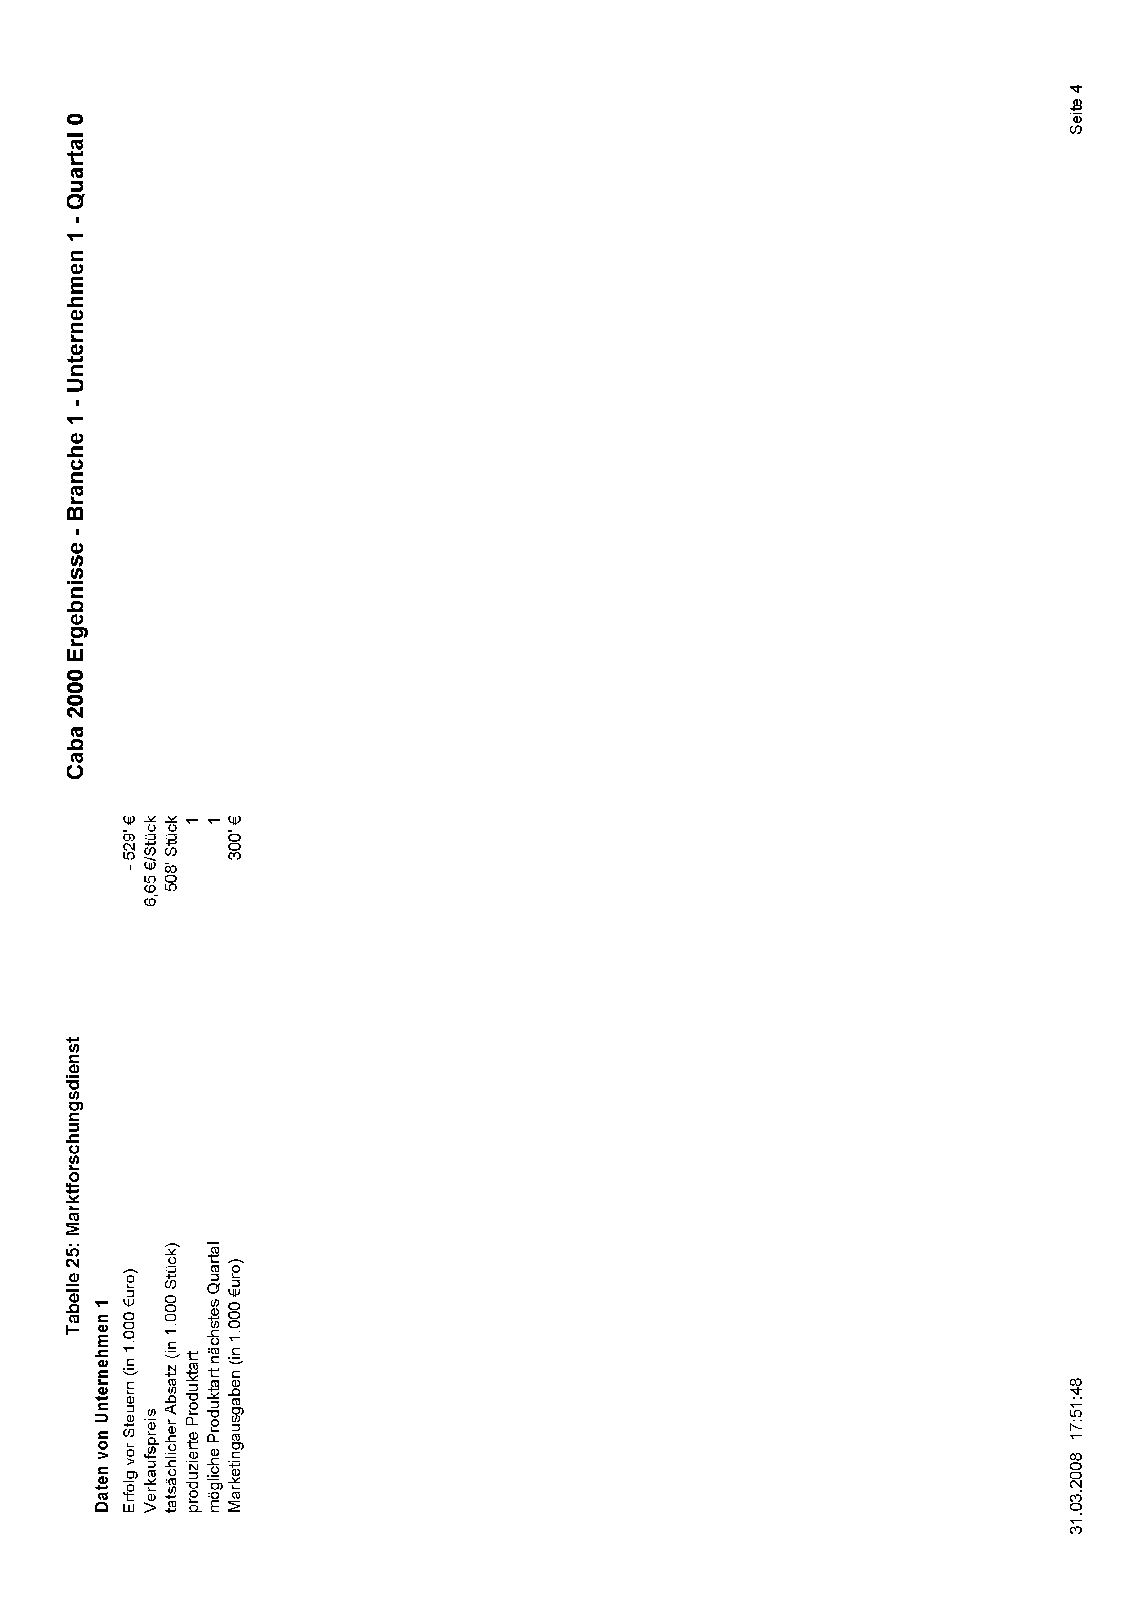 Caba 2000 Ergebnisse - Branche 1 - Unternehmen 1 - Quartal 0
Tabelle 25: Marktforschungsdienst
Daten von Unternehmen 1
Erfolg vor Steuern (in 1.000 €uro) - 529' €
Verkaufspreis 6,65 €/Stück
tatsächlicher Absatz (in 1.000 Stück) 508' Stück
produzierte Produktart 1
mögliche Produktart nächstes Quartal 1
Marketingausgaben (in 1.000 €uro) 300' €
31.03.2008 17:51:48 Seite 4